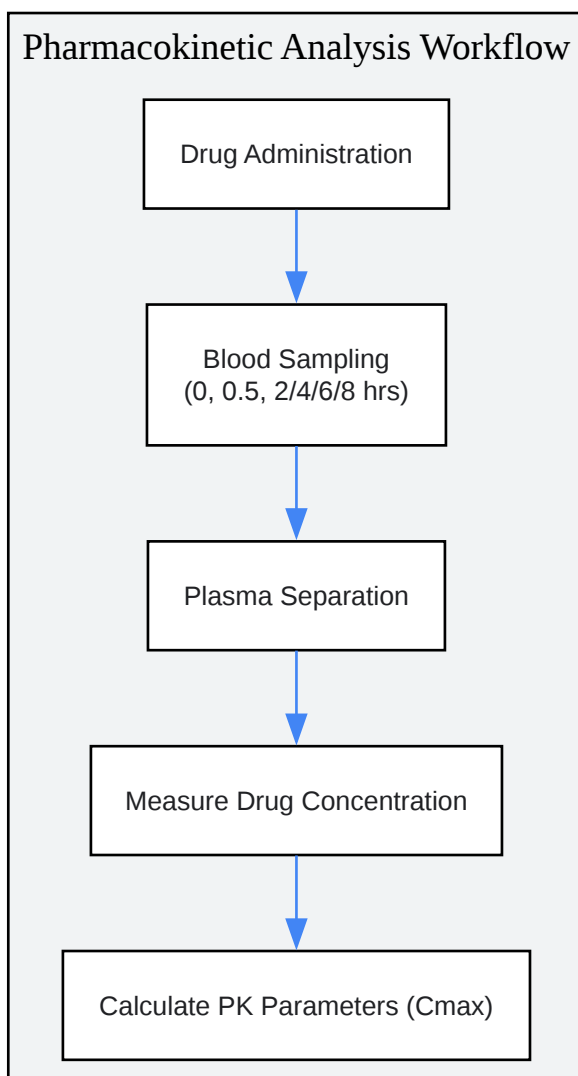 Pharmacokinetic Analysis Workflow
Drug Administration
Blood Sampling
(0, 0.5, 2/4/6/8 hrs)
Plasma Separation
Measure Drug Concentration
Calculate PK Parameters (Cmax)